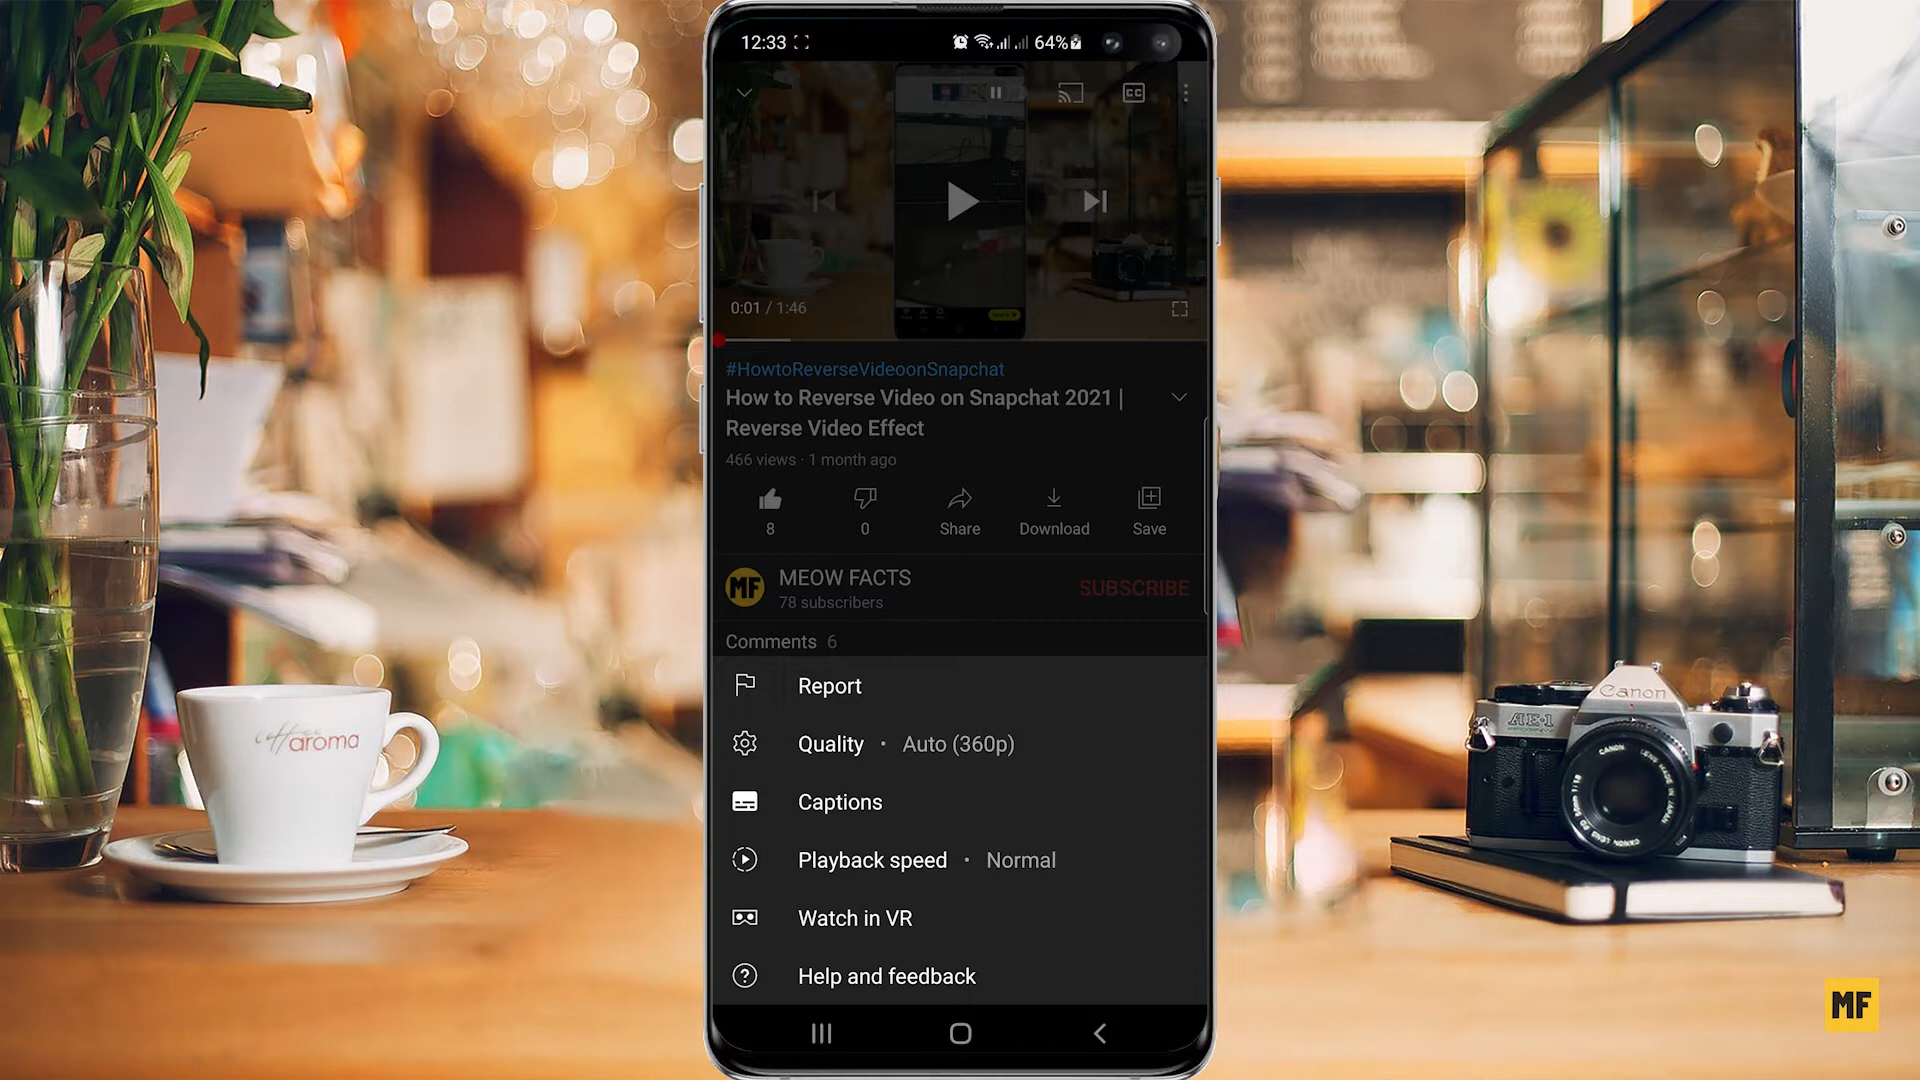 12:33
64%
CC
0:01 / 1:46
#HowtoReverseVideoonSnapchat
How to Reverse Video on Snapchat 2021 |
Reverse Video Effect
466 views · 1 month ago
8
0
Share
Download
Save
MF
MEOW FACTS
78 subscribers
SUBSCRIBE
Comments 6
Report
Quality · Auto (360p)
Captions
Playback speed · Normal
Watch in VR
Help and feedback
coffee
aroma
Canon
AE-1
CANON
MF